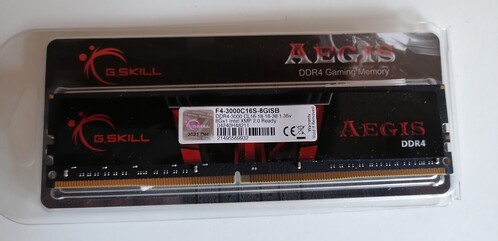 G.SKILL
AEGIS
DDR4 Gaming Memory
F4-3000C16S-8GISB
DDR4-3000 CL16-18-18-38 1.35v
8Gx1 Intel XMP 2.0 Ready
G.SKILL
AEGIS
DDR4